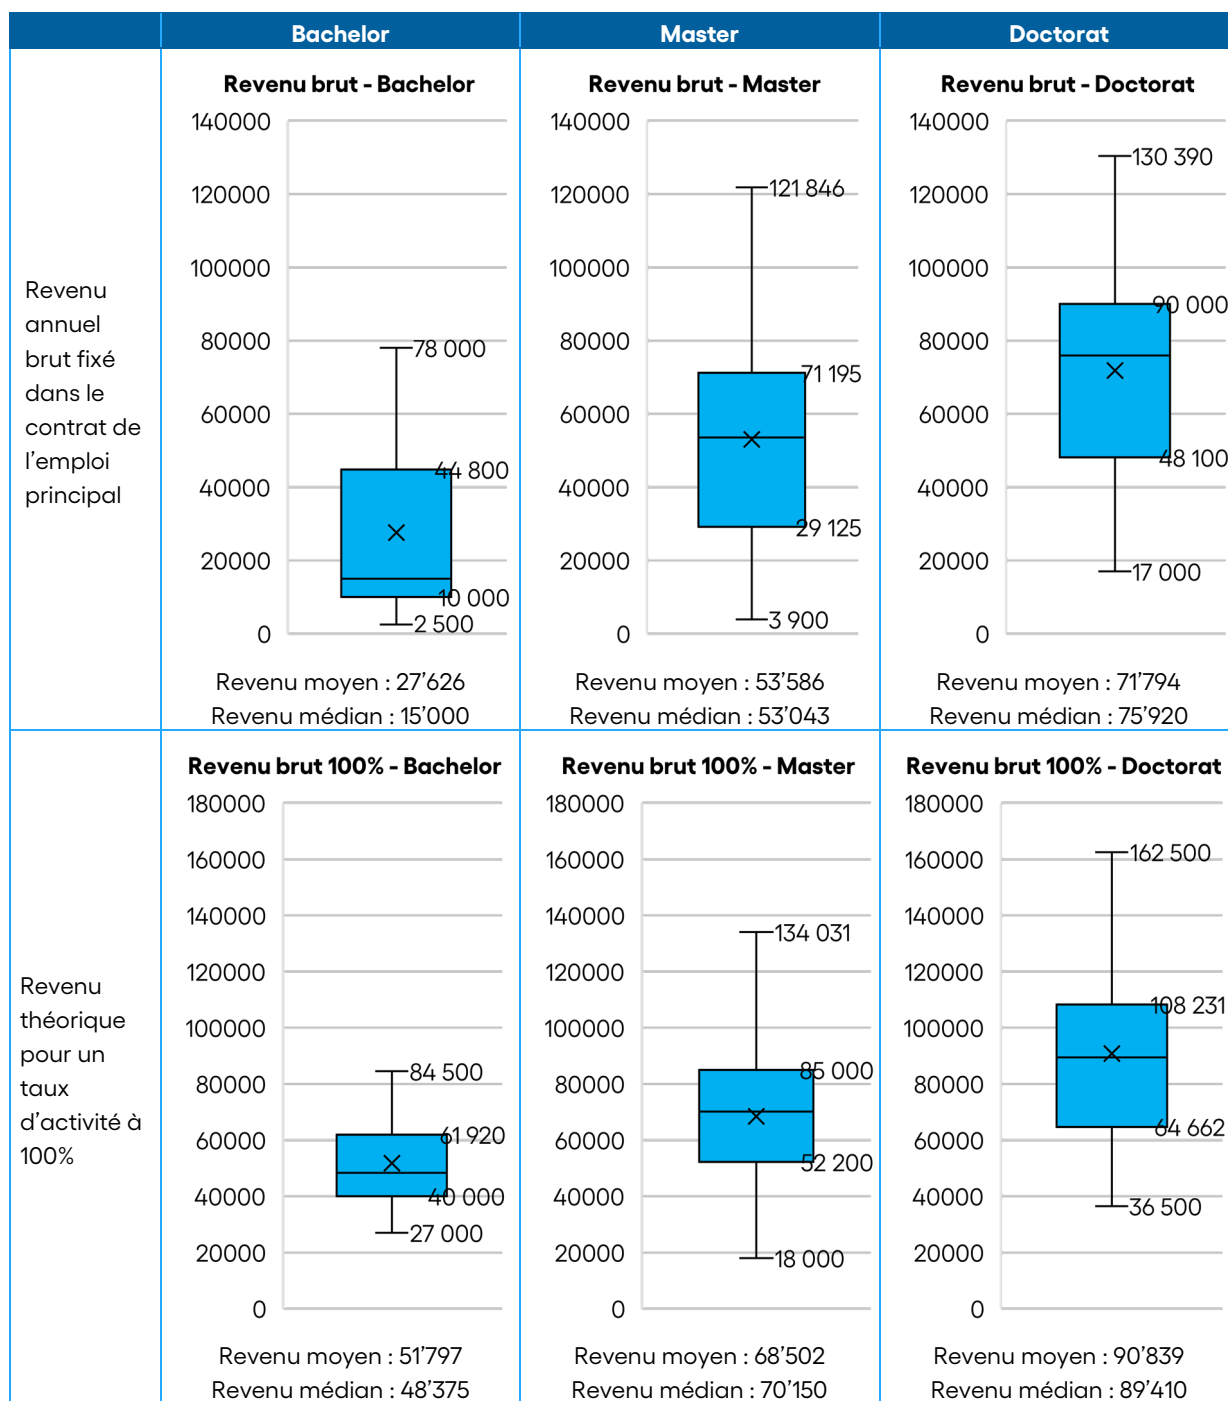 Bachelor
Master
Doctorat
Revenu
annuel
brut fixé
dans le
contrat de
l’emploi
principal
Revenu brut - Bachelor
140000
120000
100000
80000
60000
40000
20000
0
78 000
44 800
10 000
2 500
Revenu moyen : 27’626
Revenu médian : 15’000
Revenu brut - Master
140000
120000
100000
80000
60000
40000
20000
0
121 846
71 195
29 125
3 900
Revenu moyen : 53’586
Revenu médian : 53’043
Revenu brut - Doctorat
140000
120000
100000
80000
60000
40000
20000
0
130 390
90 000
48 100
17 000
Revenu moyen : 71’794
Revenu médian : 75’920
Revenu
théorique
pour un
taux
d’activité à
100%
Revenu brut 100% - Bachelor
180000
160000
140000
120000
100000
80000
60000
40000
20000
0
84 500
61 920
40 000
27 000
Revenu moyen : 51’797
Revenu médian : 48’375
Revenu brut 100% - Master
180000
160000
140000
120000
100000
80000
60000
40000
20000
0
134 031
85 000
52 200
18 000
Revenu moyen : 68’502
Revenu médian : 70’150
Revenu brut 100% - Doctorat
180000
160000
140000
120000
100000
80000
60000
40000
20000
0
162 500
108 231
64 662
36 500
Revenu moyen : 90’839
Revenu médian : 89’410